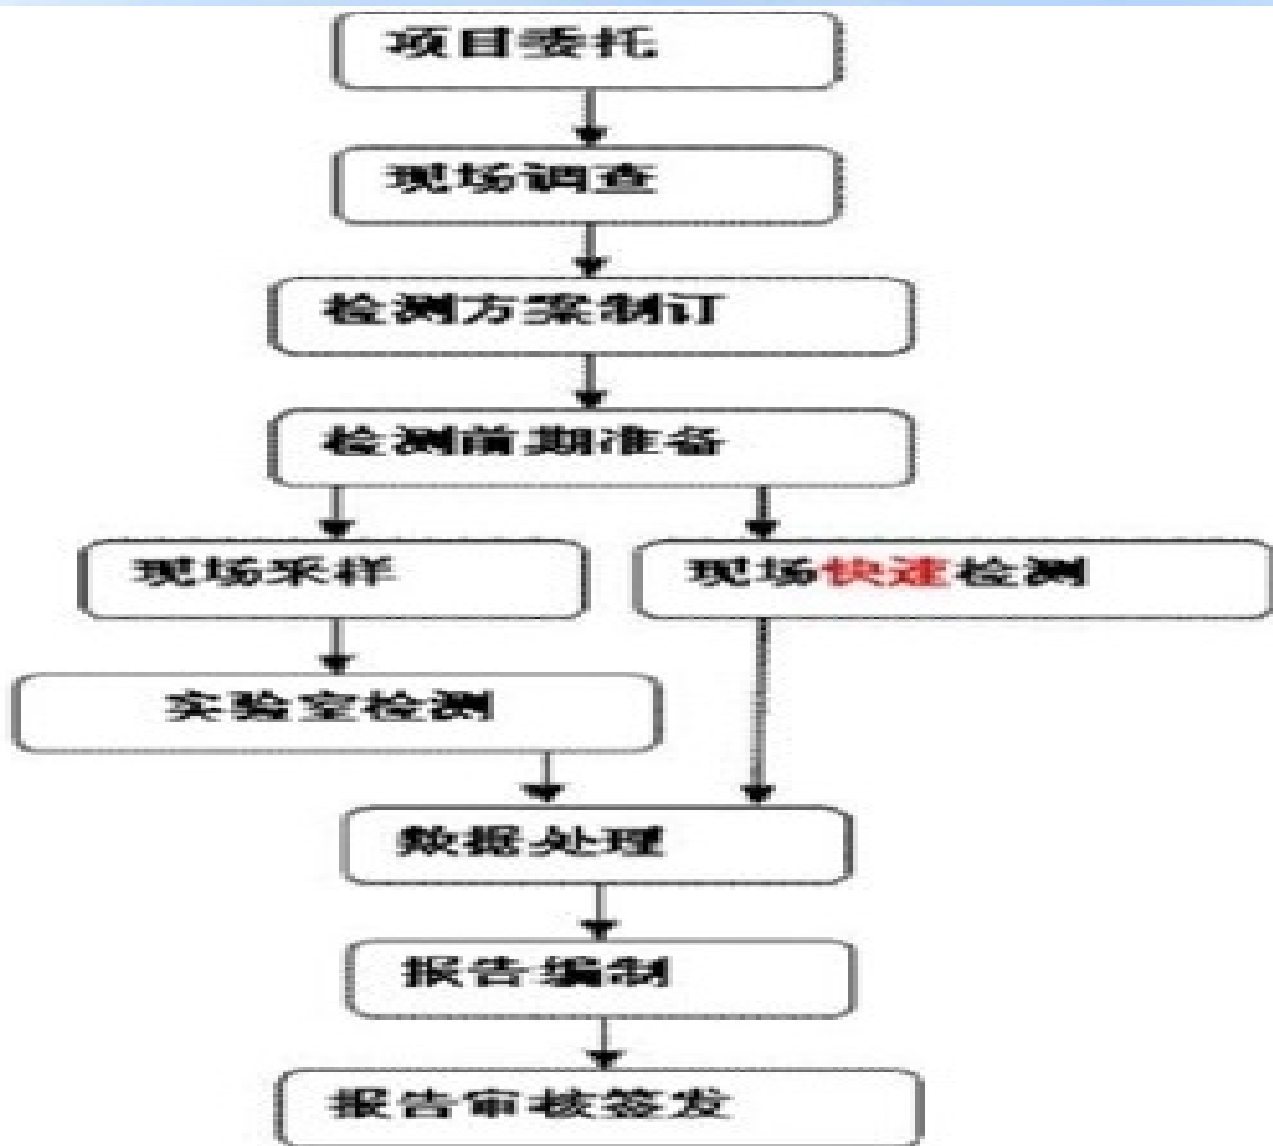 项目委托
现场调查
检测方案制订
检测前期准备
现场采样
现场快速检测
实验室检测
数据处理
报告编制
报告审核签发